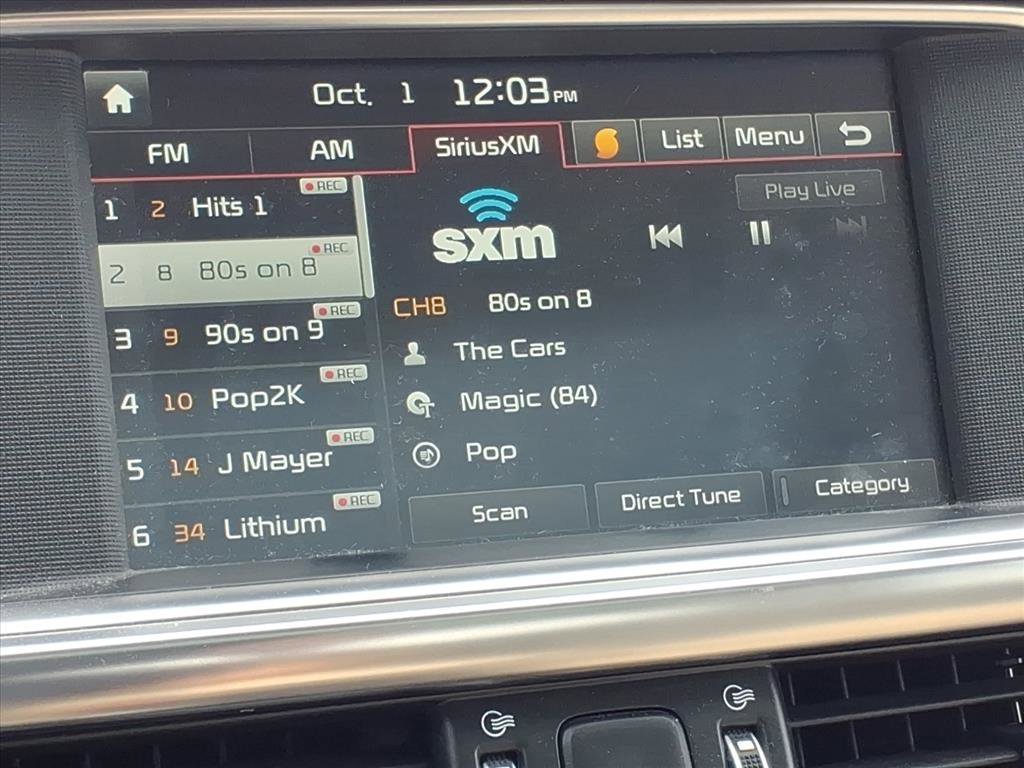 Oct. 1 12:03 PM
FM AM SiriusXM List Menu
1 2 Hits 1 REC
2 8 80s on 8 REC
3 9 90s on 9 REC
4 10 Pop2K REC
5 14 J Mayer REC
6 34 Lithium REC
Play Live
sxm
CH8 80s on 8
The Cars
Magic (84)
Pop
Scan Direct Tune Category